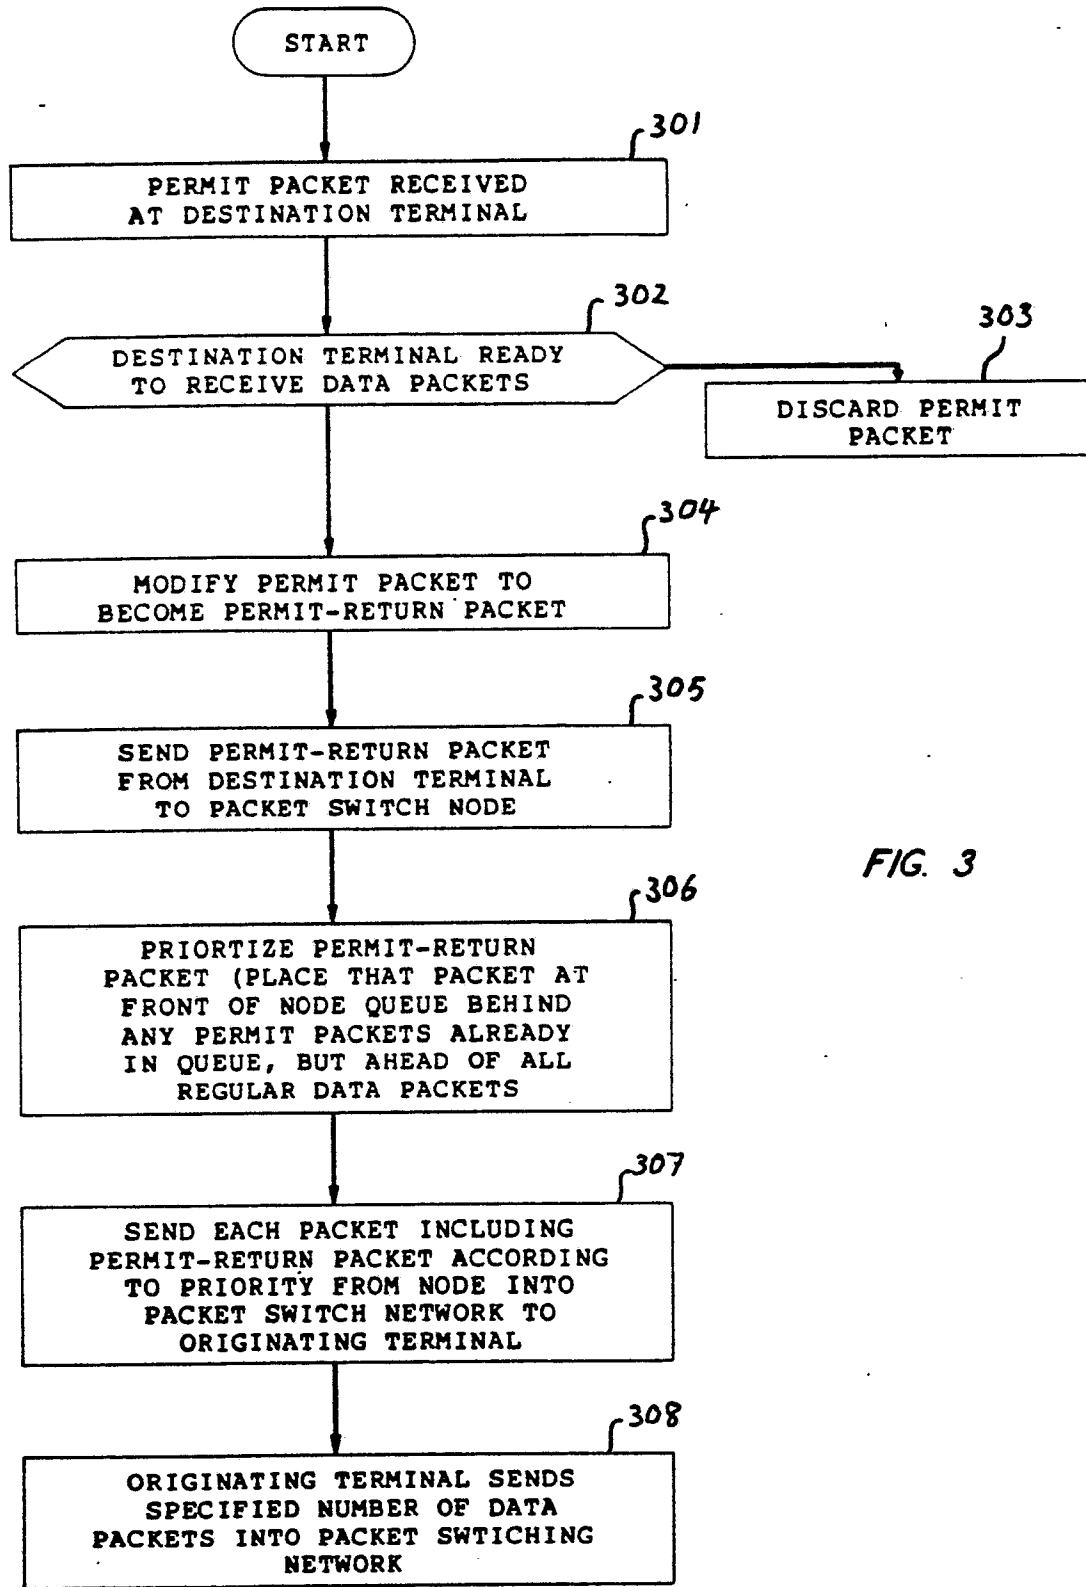 START
301
PERMIT PACKET RECEIVED
AT DESTINATION TERMINAL
302
DESTINATION TERMINAL READY
TO RECEIVE DATA PACKETS
303
DISCARD PERMIT
PACKET
304
MODIFY PERMIT PACKET TO
BECOME PERMIT-RETURN PACKET
305
SEND PERMIT-RETURN PACKET
FROM DESTINATION TERMINAL
TO PACKET SWITCH NODE
FIG. 3
306
PRIORTIZE PERMIT-RETURN
PACKET (PLACE THAT PACKET AT
FRONT OF NODE QUEUE BEHIND
ANY PERMIT PACKETS ALREADY
IN QUEUE, BUT AHEAD OF ALL
REGULAR DATA PACKETS
307
SEND EACH PACKET INCLUDING
PERMIT-RETURN PACKET ACCORDING
TO PRIORITY FROM NODE INTO
PACKET SWITCH NETWORK TO
ORIGINATING TERMINAL
308
ORIGINATING TERMINAL SENDS
SPECIFIED NUMBER OF DATA
PACKETS INTO PACKET SWTICHING
NETWORK